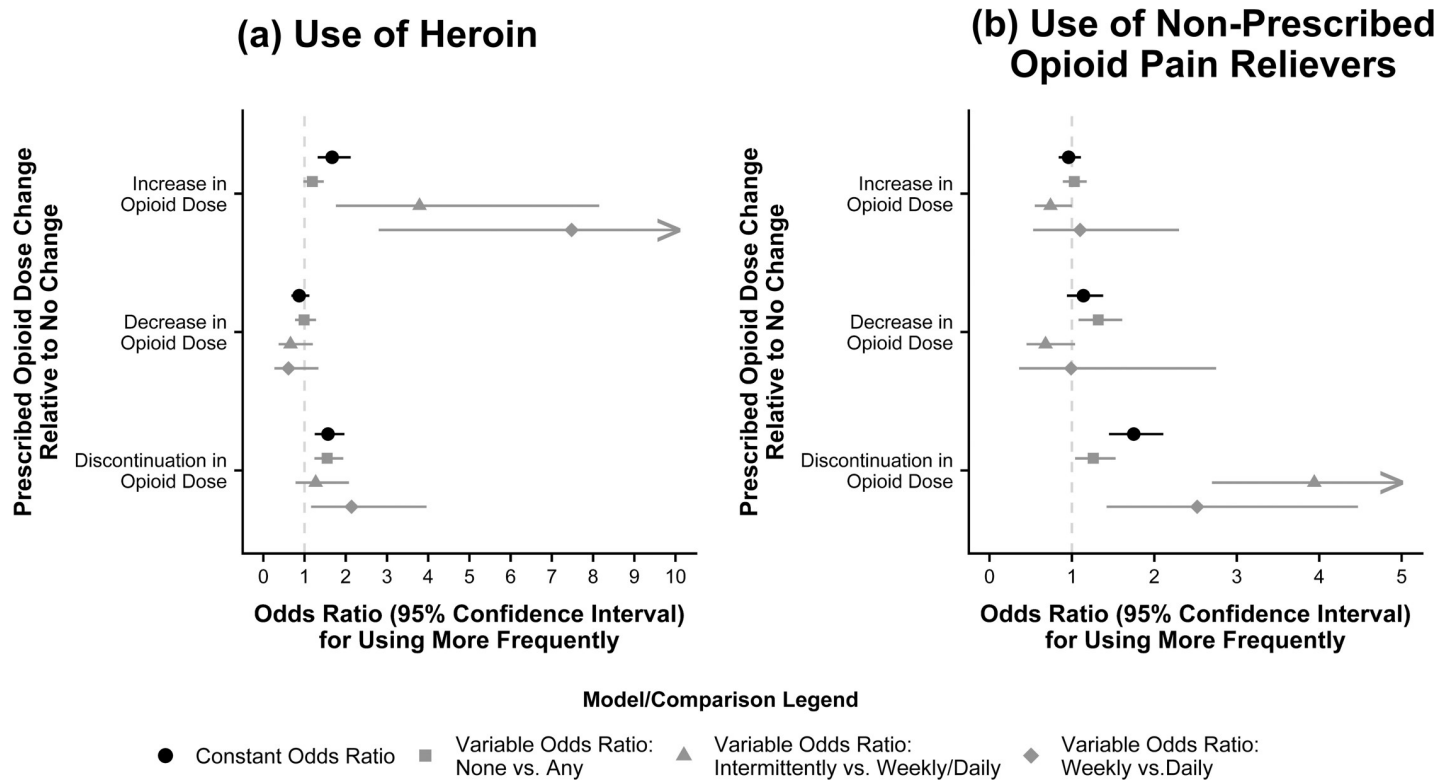 (a) Use of Heroin
Prescribed Opioid Dose Change
Relative to No Change
Increase in
Opioid Dose
Decrease in
Opioid Dose
Discontinuation in
Opioid Dose
0 1 2 3 4 5 6 7 8 9 10
Odds Ratio (95% Confidence Interval)
for Using More Frequently
(b) Use of Non-Prescribed
Opioid Pain Relievers
Prescribed Opioid Dose Change
Relative to No Change
Increase in
Opioid Dose
Decrease in
Opioid Dose
Discontinuation in
Opioid Dose
0 1 2 3 4 5
Odds Ratio (95% Confidence Interval)
for Using More Frequently
Model/Comparison Legend
Constant Odds Ratio
Variable Odds Ratio:
None vs. Any
Variable Odds Ratio:
Intermittently vs. Weekly/Daily
Variable Odds Ratio:
Weekly vs.Daily